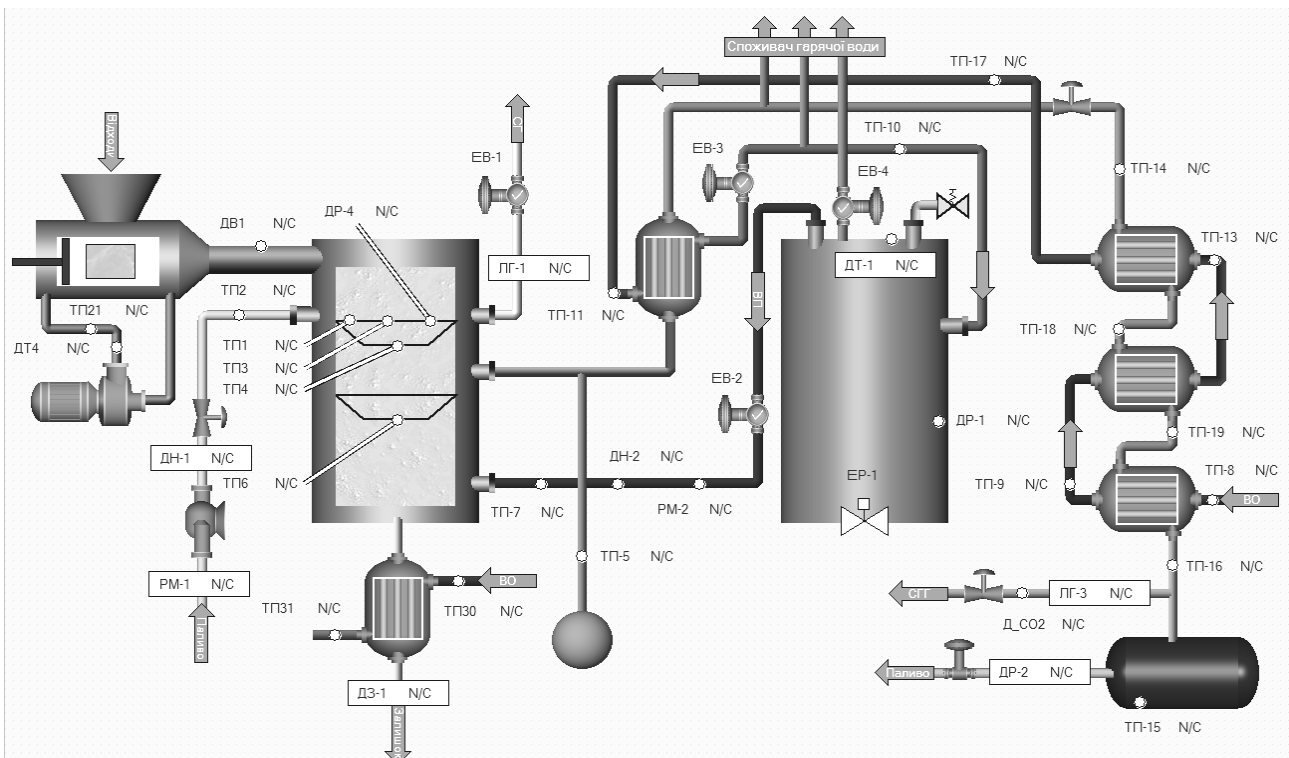 Споживач гарячої води
ТП-17 N/C
СГ
Відходи
ТП-10 N/C
ЕВ-3
ЕВ-1
ЕВ-4
ТП-14 N/C
ДР-4 N/C
ДВ1 N/C
ТП-13 N/C
ЛГ-1 N/C
ДТ-1 N/C
ТП2 N/C
ВП
ТП21 N/C
ТП-11 N/C
ТП-18 N/C
ДТ4 N/C
ТП1 N/C
ТП3 N/C
ТП4 N/C
ЕВ-2
ДР-1 N/C
ТП-19 N/C
ДН-1 N/C
ДН-2 N/C
ТП-8 N/C
ЕР-1
ТП6 N/C
ТП-9 N/C
ВО
ТП-7 N/C
РМ-2 N/C
ТП-5 N/C
ТП-16 N/C
РМ-1 N/C
ВО
СГГ
ЛГ-3 N/C
ТП31 N/C
ТП30 N/C
Д_СО2 N/C
Паливо
Паливо
ДР-2 N/C
ДЗ-1 N/C
Залишок
ТП-15 N/C